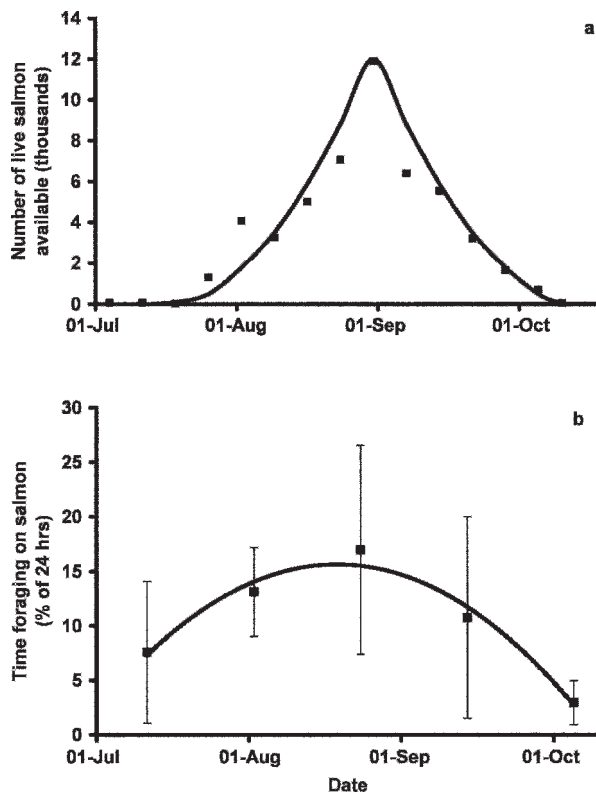 a
Number of live salmon
available (thousands)
14
12
10
8
6
4
2
0
01-Jul 01-Aug 01-Sep 01-Oct
b
Time foraging on salmon
(% of 24 hrs)
30
25
20
15
10
5
0
01-Jul 01-Aug 01-Sep 01-Oct
Date